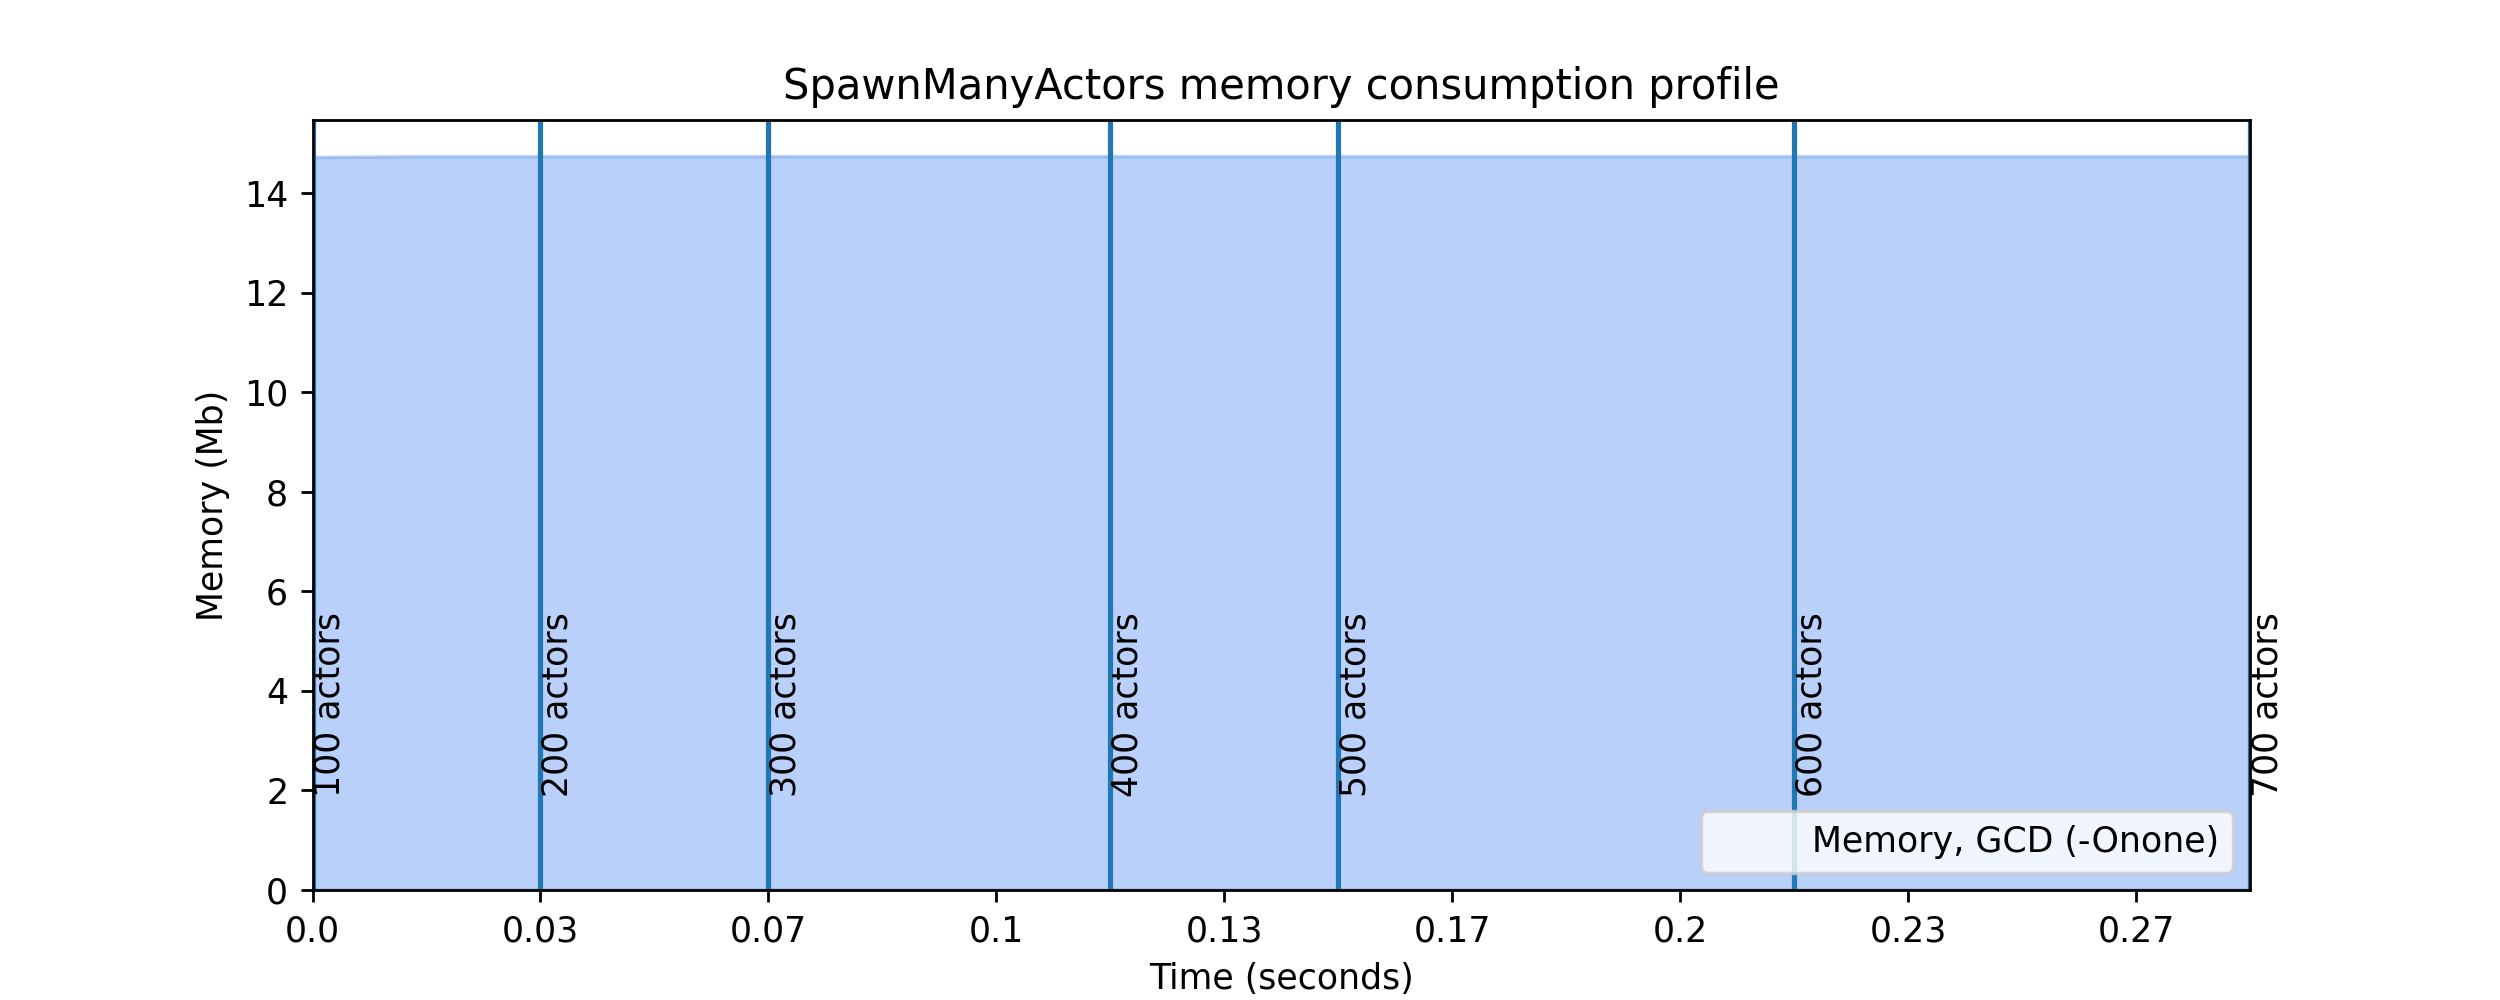 SpawnManyActors memory consumption profile
Memory (Mb)
14
12
10
8
6
4
2
0
100 actors
200 actors
300 actors
400 actors
500 actors
600 actors
700 actors
Memory, GCD (-Onone)
0.0 0.03 0.07 0.1 0.13 0.17 0.2 0.23 0.27
Time (seconds)